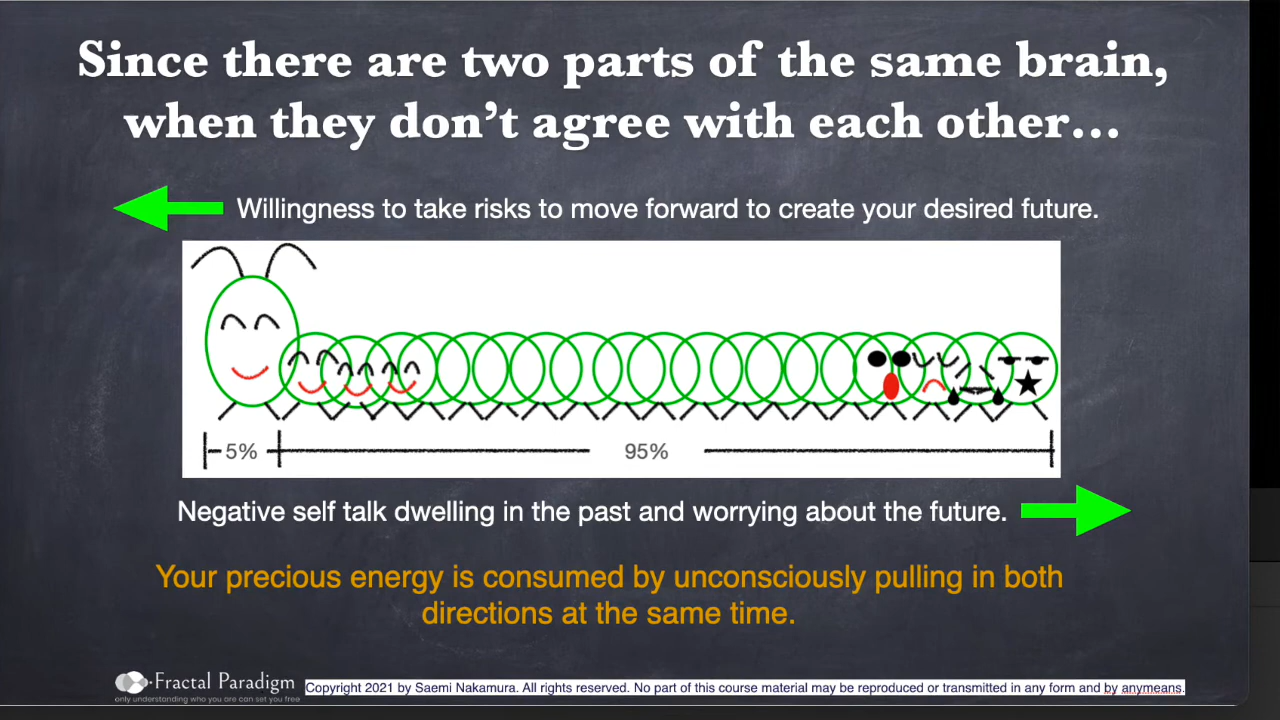 Since there are two parts of the same brain,
when they don't agree with each other...
Willingness to take risks to move forward to create your desired future.
5%
95%
Negative self talk dwelling in the past and worrying about the future.
Your precious energy is consumed by unconsciously pulling in both
directions at the same time.
Fractal Paradigm
only understanding who you are can set you free
Copyright 2021 by Saemi Nakamura. All rights reserved. No part of this course material may be reproduced or transmitted in any form and by anymeans.